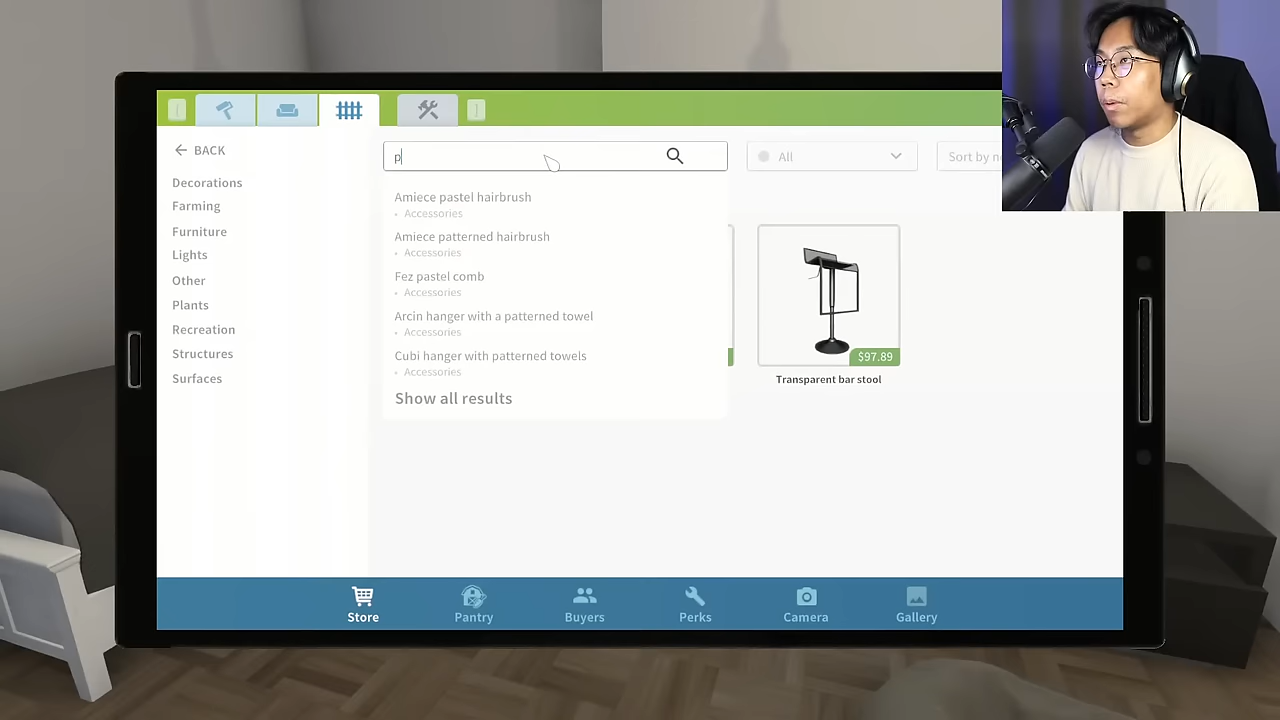 BACK
Decorations
Farming
Furniture
Lights
Other
Plants
Recreation
Structures
Surfaces
p
All
Sort by n
Amiece pastel hairbrush
• Accessories
Amiece patterned hairbrush
• Accessories
Fez pastel comb
• Accessories
Arcin hanger with a patterned towel
• Accessories
Cubi hanger with patterned towels
• Accessories
Show all results
$97.89
Transparent bar stool
Store
Pantry
Buyers
Perks
Camera
Gallery